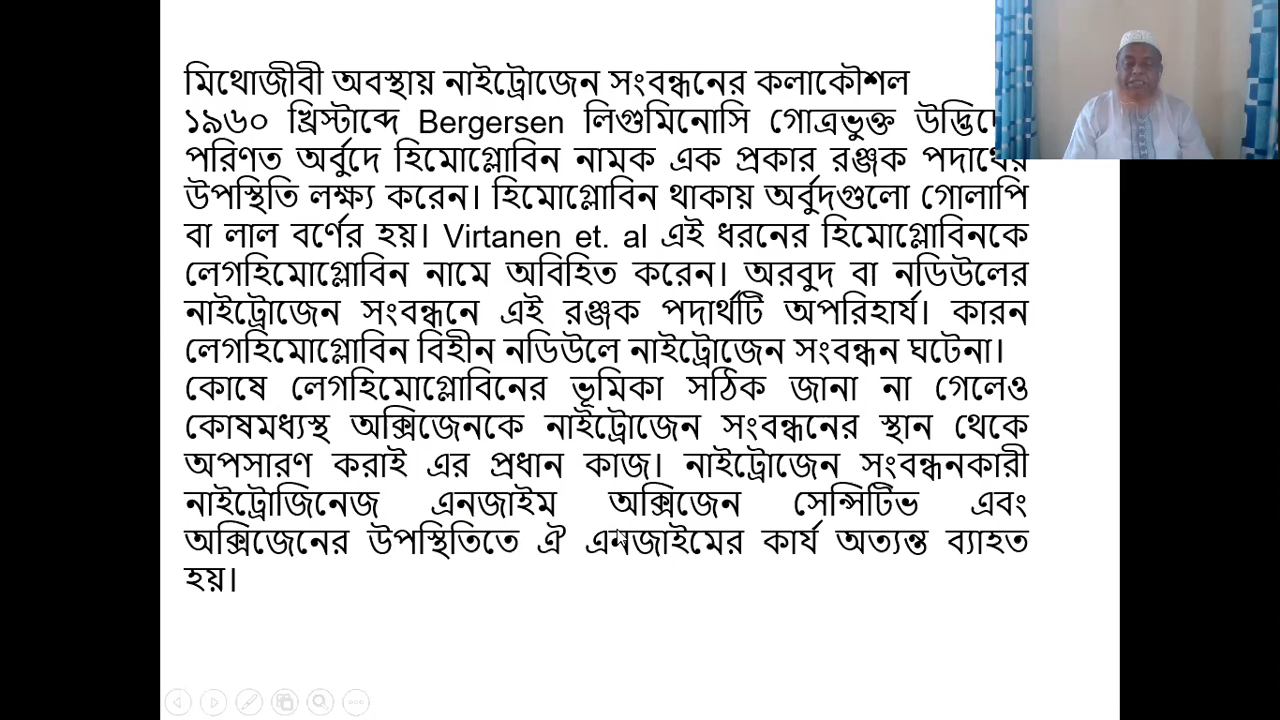 মিথোজীবী অবস্থায় নাইট্রোজেন সংবন্ধনের কলাকৌশল
১৯৬০ খ্রিস্টাব্দে Bergersen লিগুমিনোসি গোত্রভুক্ত
পরিণত অর্বুদে হিমোগ্লোবিন নামক এক প্রকার রঞ্জক পদার্থের
উপস্থিতি লক্ষ্য করেন। হিমোগ্লোবিন থাকায় অর্বুদগুলো গোলাপি
বা লাল বর্ণের হয়। Virtanen et. al এই ধরনের হিমোগ্লোবিনকে
লেগহিমোগ্লোবিন নামে অবিহিত করেন। অরবুদ বা নডিউলের
নাইট্রোজেন সংবন্ধনে এই রঞ্জক পদার্থটি অপরিহার্য। কারন
লেগহিমোগ্লোবিন বিহীন নডিউলে নাইট্রোজেন সংবন্ধন ঘটেনা।
কোষে লেগহিমোগ্লোবিনের ভূমিকা সঠিক জানা না গেলেও
কোষমধ্যস্থ অক্সিজেনকে নাইট্রোজেন সংবন্ধনের স্থান থেকে
অপসারণ করাই এর প্রধান কাজ। নাইট্রোজেন সংবন্ধনকারী
নাইট্রোজিনেজ এনজাইম অক্সিজেন সেন্সিটিভ এবং
অক্সিজেনের উপস্থিতিতে ঐ এনজাইমের কার্য অত্যন্ত ব্যাহত
হয়।